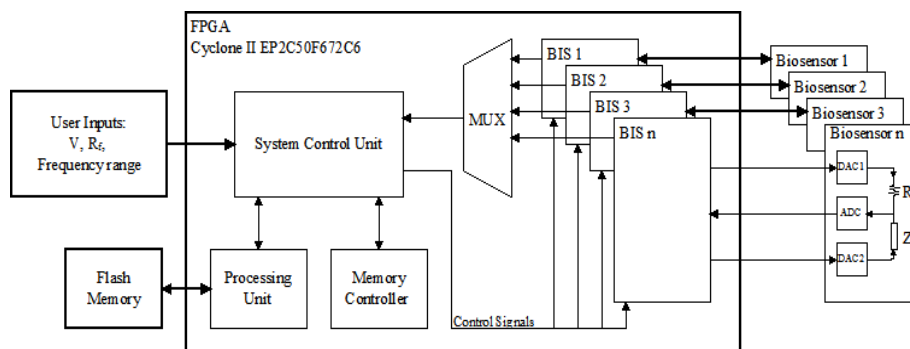 FPGA
Cyclone II EP2C50F672C6
User Inputs:
V, Rf,
Frequency range
System Control Unit
MUX
BIS 1
BIS 2
BIS 3
BIS n
Biosensor 1
Biosensor 2
Biosensor 3
Biosensor n
DAC1
R
ADC
Z
DAC2
Flash
Memory
Processing
Unit
Memory
Controller
Control Signals